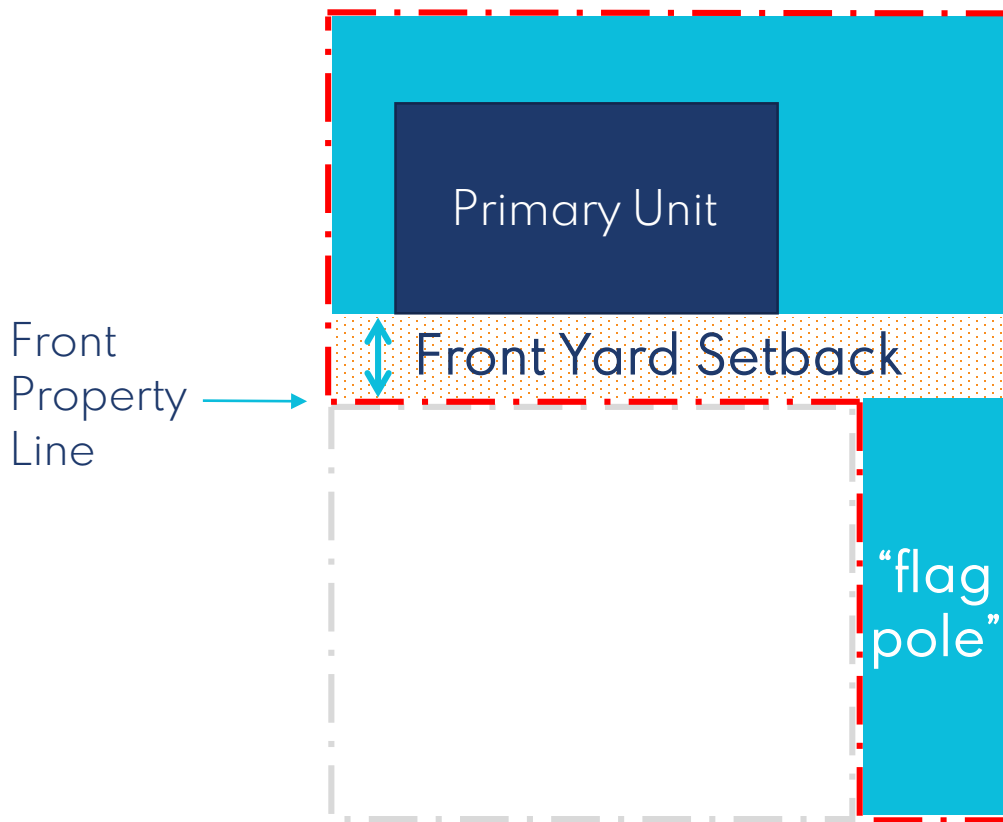 Primary Unit
Front Yard Setback
Front
Property
Line
“flag
pole”